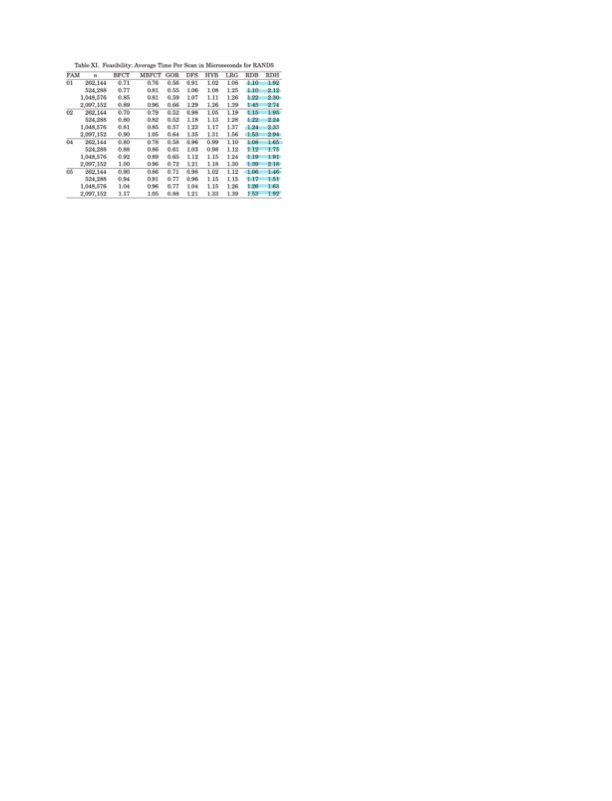 Table XI. Feasibility: Average Time Per Scan in Microseconds for RAND5
FAM n BFCT MBFCT GOR DFS HYB LRG RDB RDH
01 262,144 0.71 0.76 0.56 0.91 1.02 1.08 1.10 1.92
524,288 0.77 0.81 0.55 1.06 1.08 1.25 1.10 2.12
1,048,576 0.85 0.81 0.59 1.07 1.11 1.26 1.22 2.30
2,097,152 0.89 0.96 0.66 1.29 1.26 1.39 1.45 2.74
02 262,144 0.70 0.79 0.52 0.98 1.05 1.19 1.15 1.95
524,288 0.80 0.82 0.52 1.18 1.13 1.28 1.22 2.24
1,048,576 0.81 0.85 0.57 1.23 1.17 1.37 1.24 2.33
2,097,152 0.90 1.05 0.64 1.35 1.31 1.56 1.53 2.94
04 262,144 0.80 0.78 0.58 0.96 0.99 1.10 1.08 1.65
524,288 0.88 0.86 0.61 1.03 0.98 1.12 1.12 1.75
1,048,576 0.92 0.89 0.65 1.12 1.15 1.24 1.19 1.91
2,097,152 1.00 0.96 0.72 1.21 1.18 1.30 1.39 2.18
05 262,144 0.90 0.86 0.71 0.98 1.02 1.12 1.06 1.46
524,288 0.94 0.91 0.77 0.96 1.15 1.15 1.17 1.51
1,048,576 1.04 0.96 0.77 1.04 1.15 1.26 1.26 1.63
2,097,152 1.17 1.05 0.88 1.21 1.33 1.39 1.53 1.92